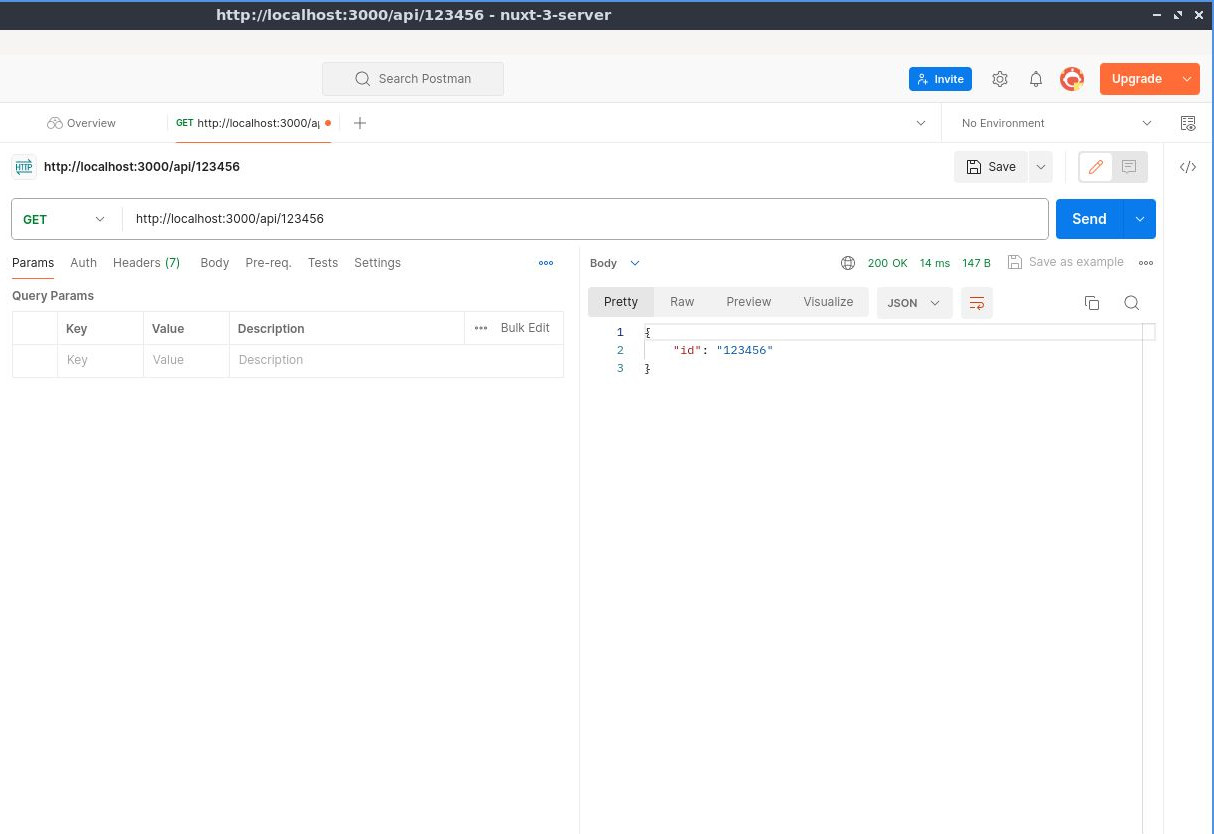 http://localhost:3000/api/123456 - nuxt-3-server
Search Postman
Invite
Upgrade
Overview
GET http://localhost:3000/a
No Environment
HTTP
http://localhost:3000/api/123456
Save
</>
GET
http://localhost:3000/api/123456
Send
Params Auth Headers (7) Body Pre-req. Tests Settings
Body
200 OK 14 ms 147 B Save as example
Query Params
Pretty Raw Preview Visualize JSON
Key Value Description Bulk Edit
Key Value Description
1 {
2 "id": "123456"
3 }